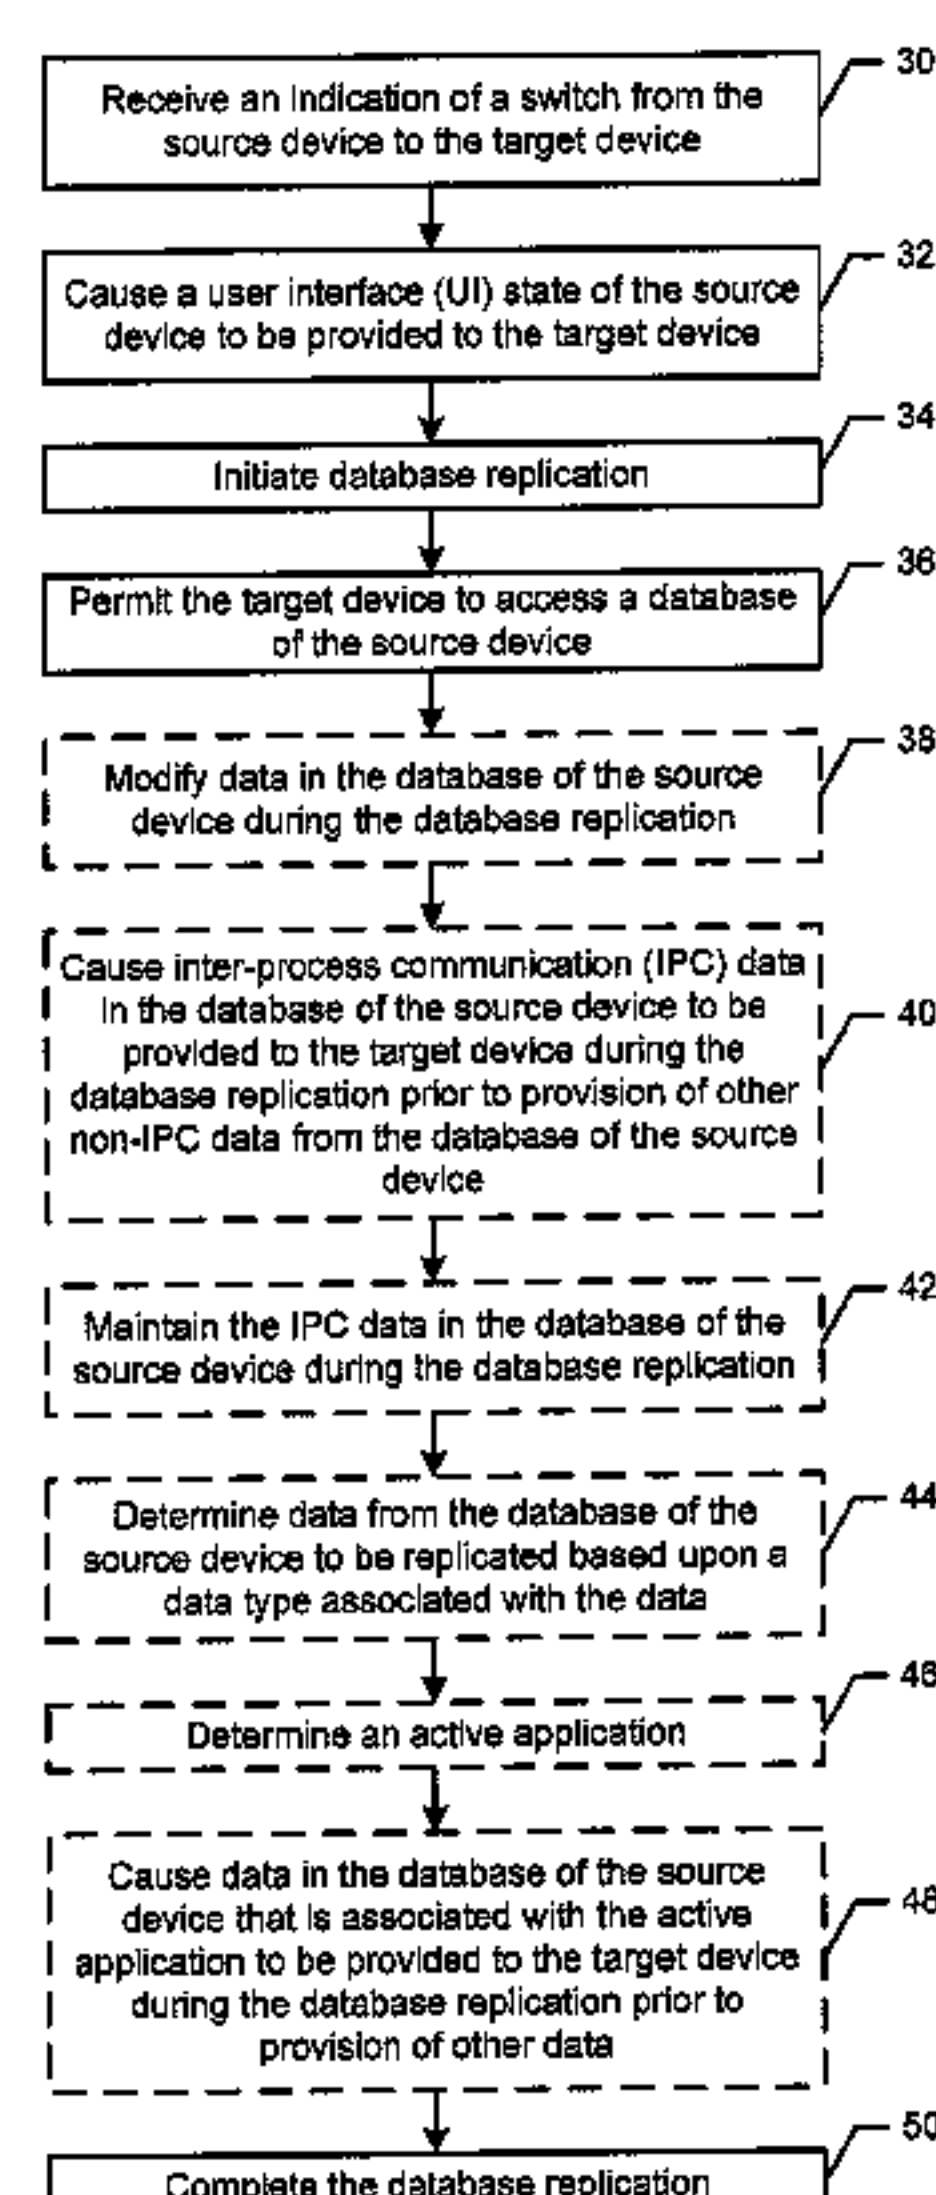 30
Receive an indication of a switch from the
source device to the target device
32
Cause a user interface (UI) state of the source
device to be provided to the target device
34
Initiate database replication
36
Permit the target device to access a database
of the source device
38
Modify data in the database of the source
device during the database replication
Cause inter-process communication (IPC) data
in the database of the source device to be
40
provided to the target device during the
database replication prior to provision of other
non-IPC data from the database of the source
device
42
Maintain the IPC data in the database of the
source device during the database replication
44
Determine data from the database of the
source device to be replicated based upon a
data type associated with the data
46
Determine an active application
Cause data in the database of the source
48
device that is associated with the active
application to be provided to the target device
during the database replication prior to
provision of other data
50
Complete the database replication